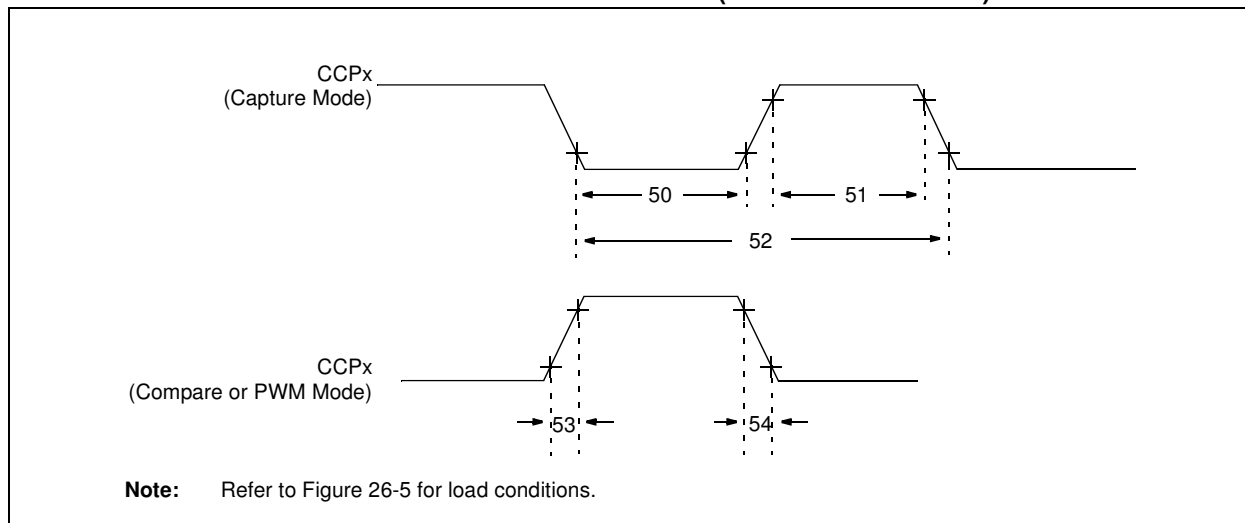 CCPx
(Capture Mode)
50
51
52
CCPx
(Compare or PWM Mode)
53
54
Note: Refer to Figure 26-5 for load conditions.